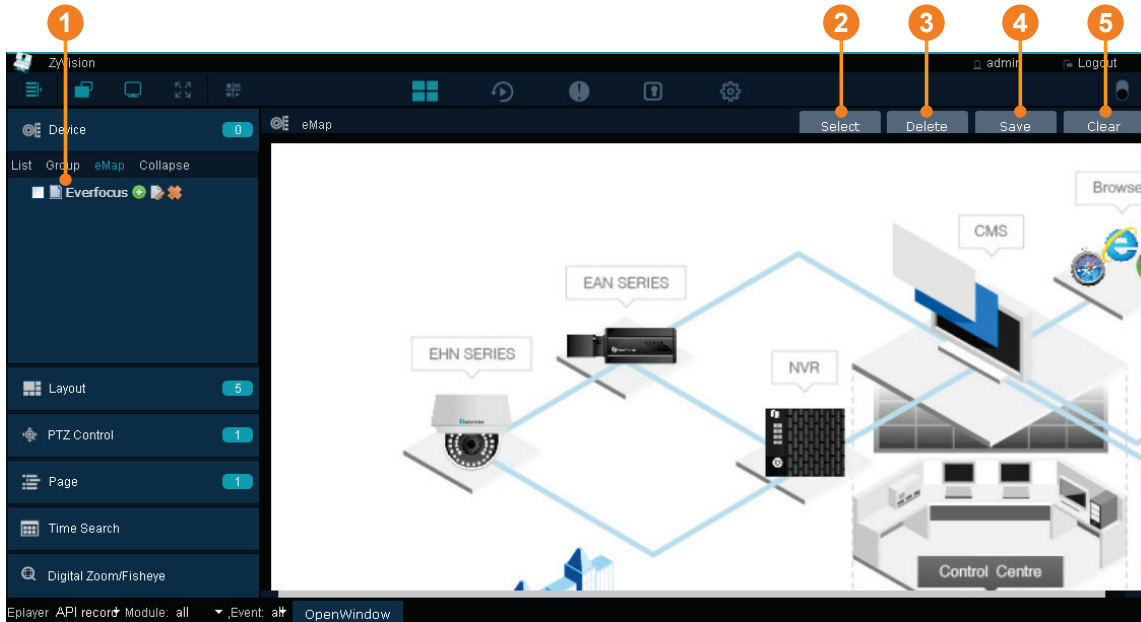 1 2 3 4 5
ZyVision admin Logout
Device 0
eMap Select Delete Save Clear
List Group eMap Collapse
Everfocus
Layout 5
PTZ Control 1
Page 1
Time Search
Digital Zoom/Fisheye
Browse
CMS
EAN SERIES
EHN SERIES
NVR
Control Centre
Eplayer API record Module: all ,Event: all OpenWindow